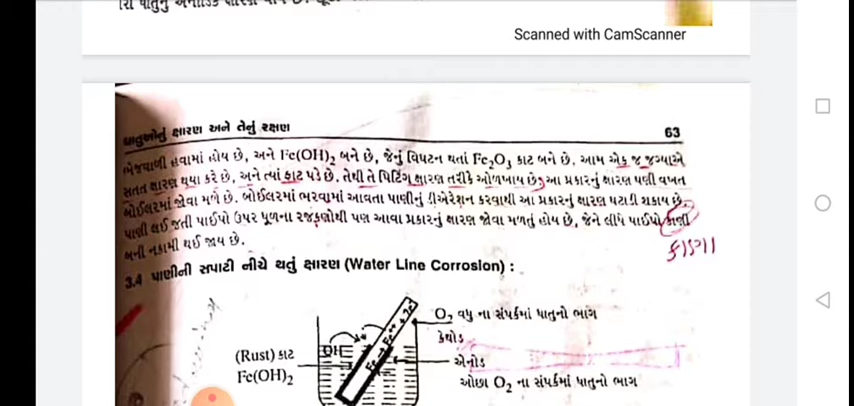 Scanned with CamScanner
ધાતુઓનું ક્ષારણ અને તેનું રક્ષણ 63
ભેજવાળી હવામાં હોય છે, અને Fe(OH)₂ બને છે, જેનું વિઘટન થતાં Fe₂O₃ કાટ બને છે. આમ એક જ જગ્યાએ
સતત ક્ષારણ થયા કરે છે, અને ત્યાં ફાટ પડે છે. તેથી તે પિટિંગ ક્ષારણ તરીકે ઓળખાય છે. આ પ્રકારનું ક્ષારણ ઘણી વખત
બોઈલરમાં જોવા મળે છે. બોઈલરમાં ભરવામાં આવતા પાણીનું ડીએરેશન કરવાથી આ પ્રકારનું ક્ષારણ ઘટાડી શકાય છે.
પાણી લઈ જતી પાઈપો ઉપર ધૂળના રજકણોથી પણ આવા પ્રકારનું ક્ષારણ જોવા મળતું હોય છે, જેને લીધે પાઈપો કાણી
બની નકામી થઈ જાય છે.
3.4 પાણીની સપાટી નીચે થતું ક્ષારણ (Water Line Corrosion) :
O₂ વધુ ના સંપર્કમાં ધાતુનો ભાગ
કેથોડ
(Rust) કાટ
Fe(OH)₂
OH
એનોડ
ઓછા O₂ ના સંપર્કમાં ધાતુનો ભાગ